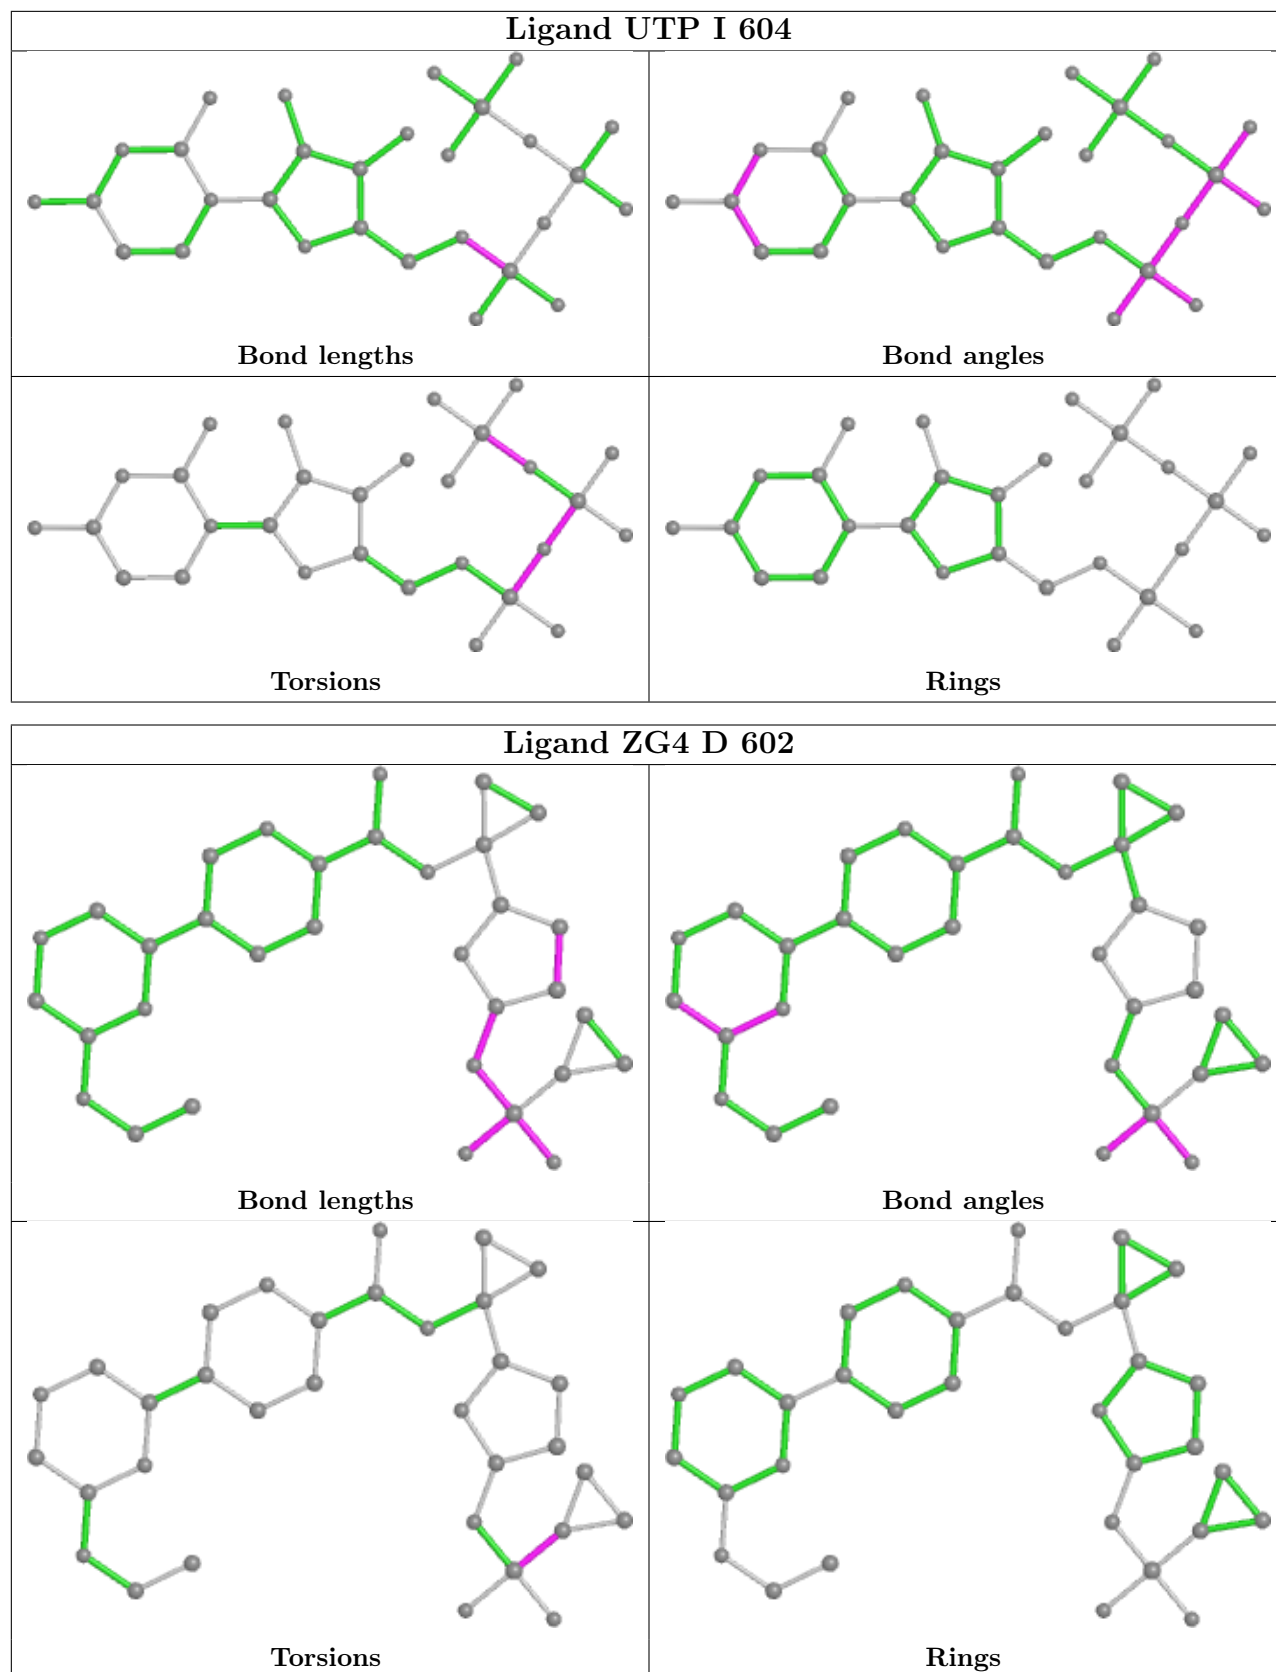 Ligand UTP I 604
Bond lengths
Bond angles
Torsions
Rings
Ligand ZG4 D 602
Bond lengths
Bond angles
Torsions
Rings